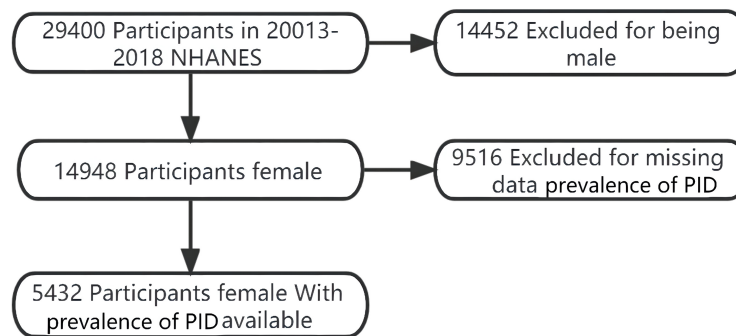 29400 Participants in 20013-
2018 NHANES
14452 Excluded for being
male
14948 Participants female
9516 Excluded for missing
data prevalence of PID
5432 Participants female With
prevalence of PID available